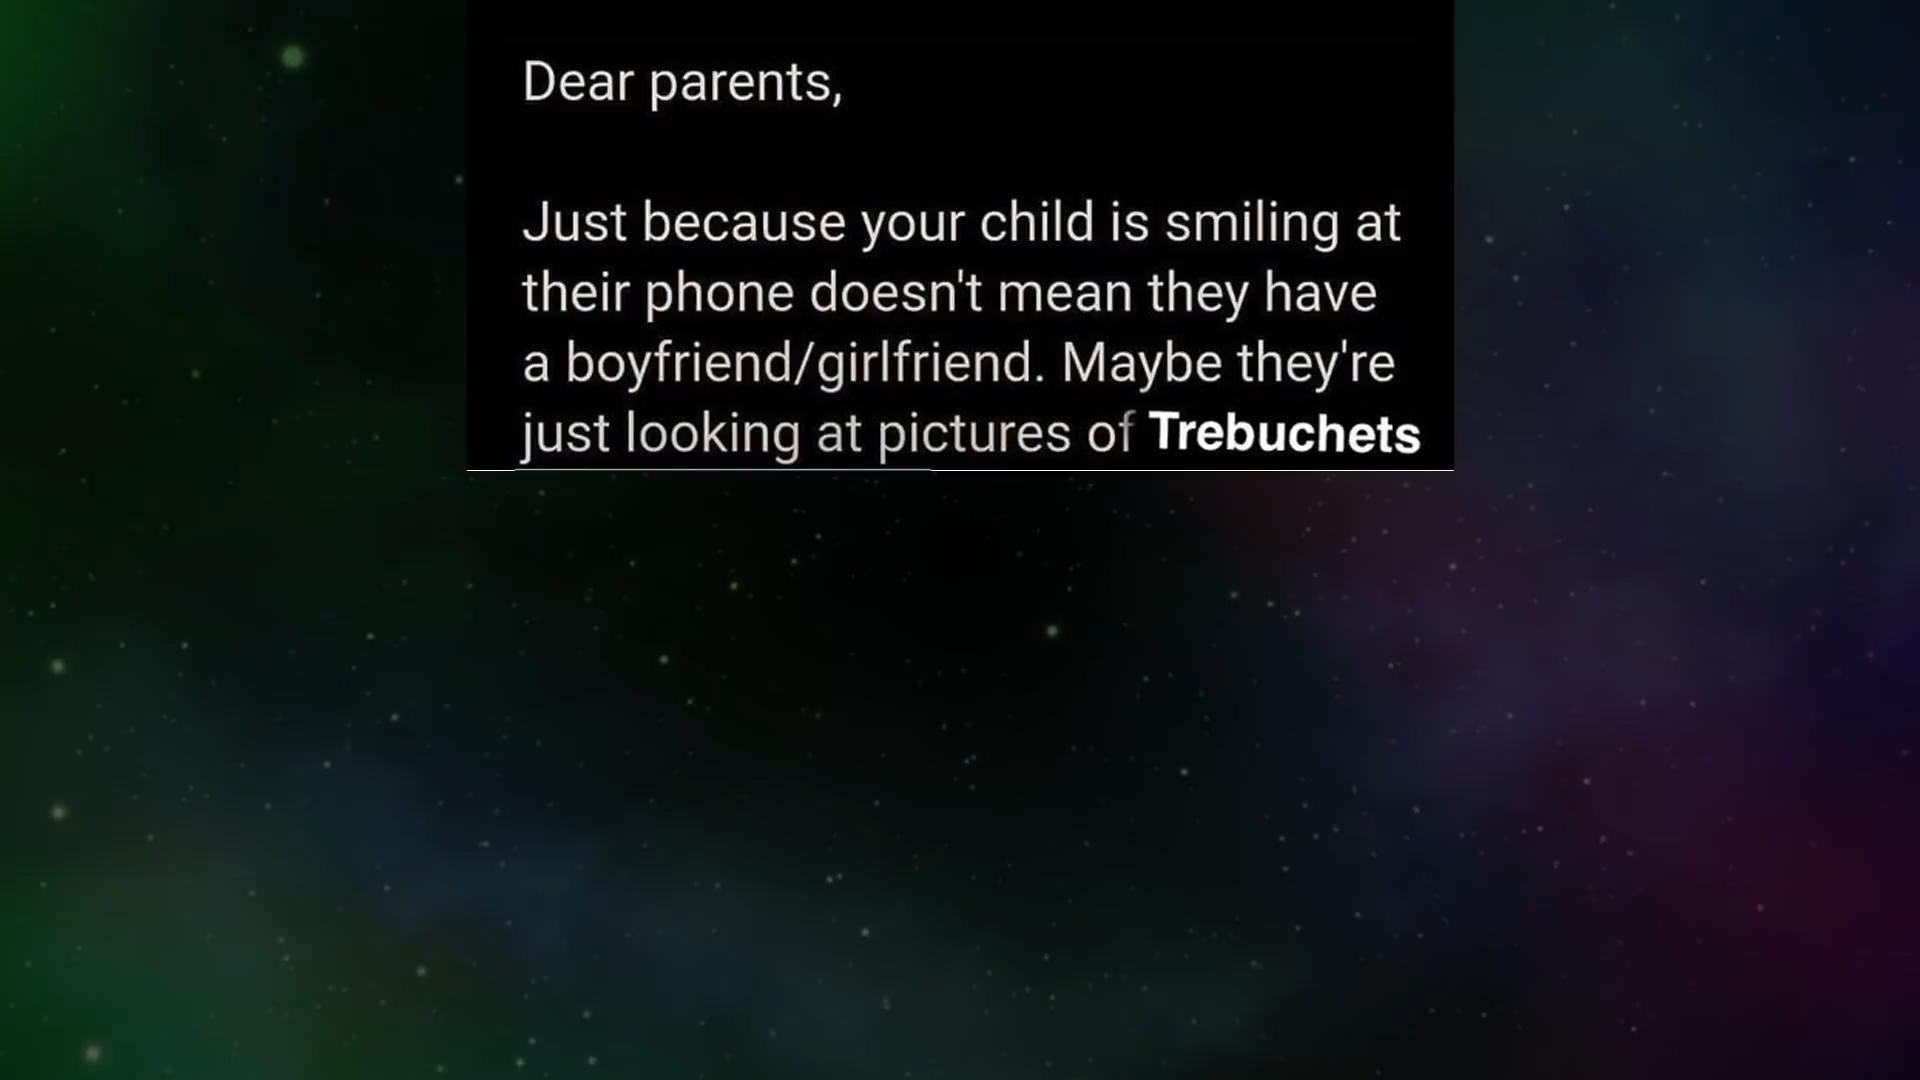 Dear parents,
Just because your child is smiling at
their phone doesn't mean they have
a boyfriend/girlfriend. Maybe they're
just looking at pictures of Trebuchets